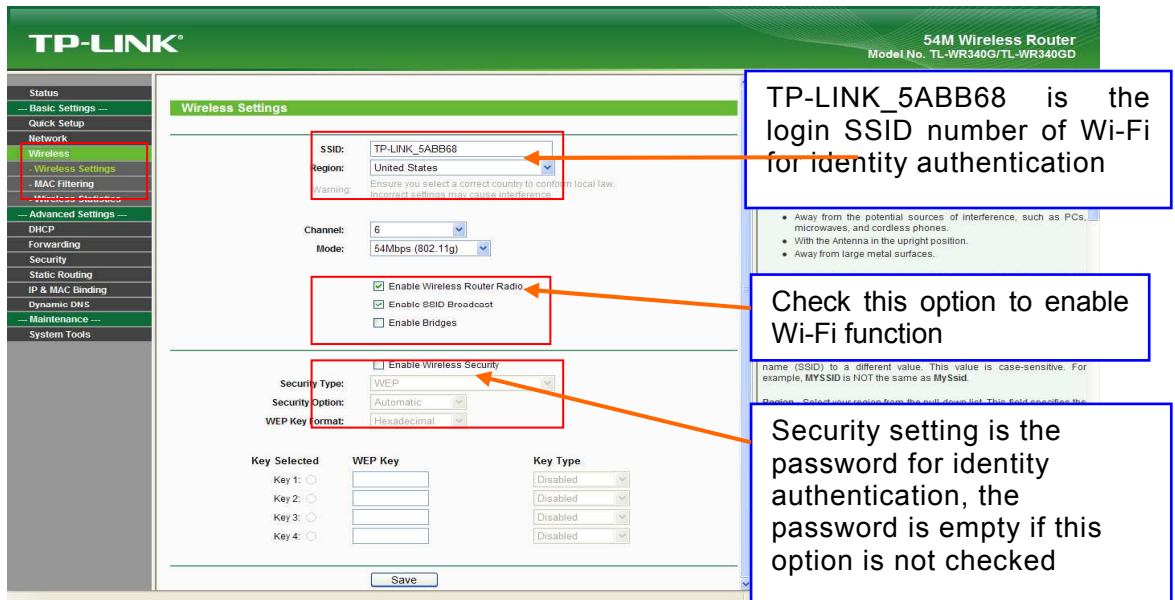 TP-LINK®
54M Wireless Router
Model No. TL-WR340G/TL-WR340GD
Status
--- Basic Settings ---
Quick Setup
Network
Wireless
- Wireless Settings
- MAC Filtering
- Wireless Statistics
--- Advanced Settings ---
DHCP
Forwarding
Security
Static Routing
IP & MAC Binding
Dynamic DNS
--- Maintenance ---
System Tools
Wireless Settings
SSID: TP-LINK_5ABB68
Region: United States
Warning: Ensure you select a correct country to conform local law.
Incorrect settings may cause interference.
Channel: 6
Mode: 54Mbps (802.11g)
Enable Wireless Router Radio
Enable SSID Broadcast
Enable Bridges
Enable Wireless Security
Security Type: WEP
Security Option: Automatic
WEP Key Format: Hexadecimal
Key Selected WEP Key Key Type
Key 1: Disabled
Key 2: Disabled
Key 3: Disabled
Key 4: Disabled
Save
TP-LINK_5ABB68 is the
login SSID number of Wi-Fi
for identity authentication
• Away from the potential sources of interference, such as PCs,
microwaves, and cordless phones.
• With the Antenna in the upright position.
• Away from large metal surfaces.
Check this option to enable
Wi-Fi function
name (SSID) to a different value. This value is case-sensitive. For
example, MYSSID is NOT the same as MySsid.
Region - Select your region from the pull-down list. This field specifies the
Security setting is the
password for identity
authentication, the
password is empty if this
option is not checked